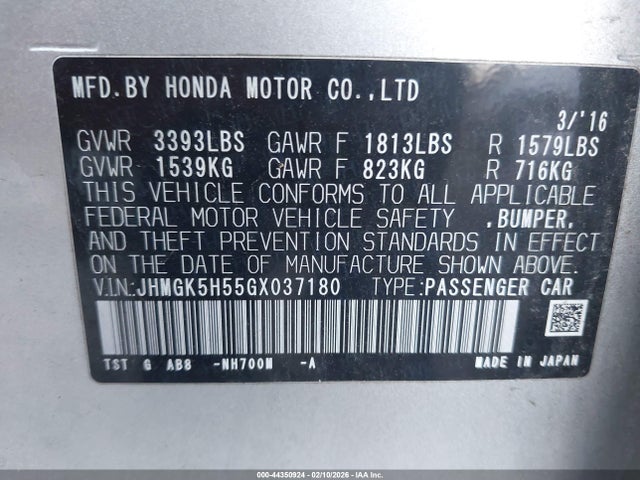 MFD.BY HONDA MOTOR CO.,LTD
3/'16
GVWR 3393LBS GAWR F 1813LBS R 1579LBS
GVWR 1539KG GAWR F 823KG R 716KG
THIS VEHICLE CONFORMS TO ALL APPLICABLE
FEDERAL MOTOR VEHICLE SAFETY ,BUMPER,
AND THEFT PREVENTION STANDARDS IN EFFECT
ON THE DATE OF MANUFACTURE SHOWN ABOVE.
V.I.N:JHMGK5H55GX037180 TYPE:PASSENGER CAR
TST G AB8 -NH700M -A MADE IN JAPAN
000-44350924 - 02/10/2026 - IAA Inc.